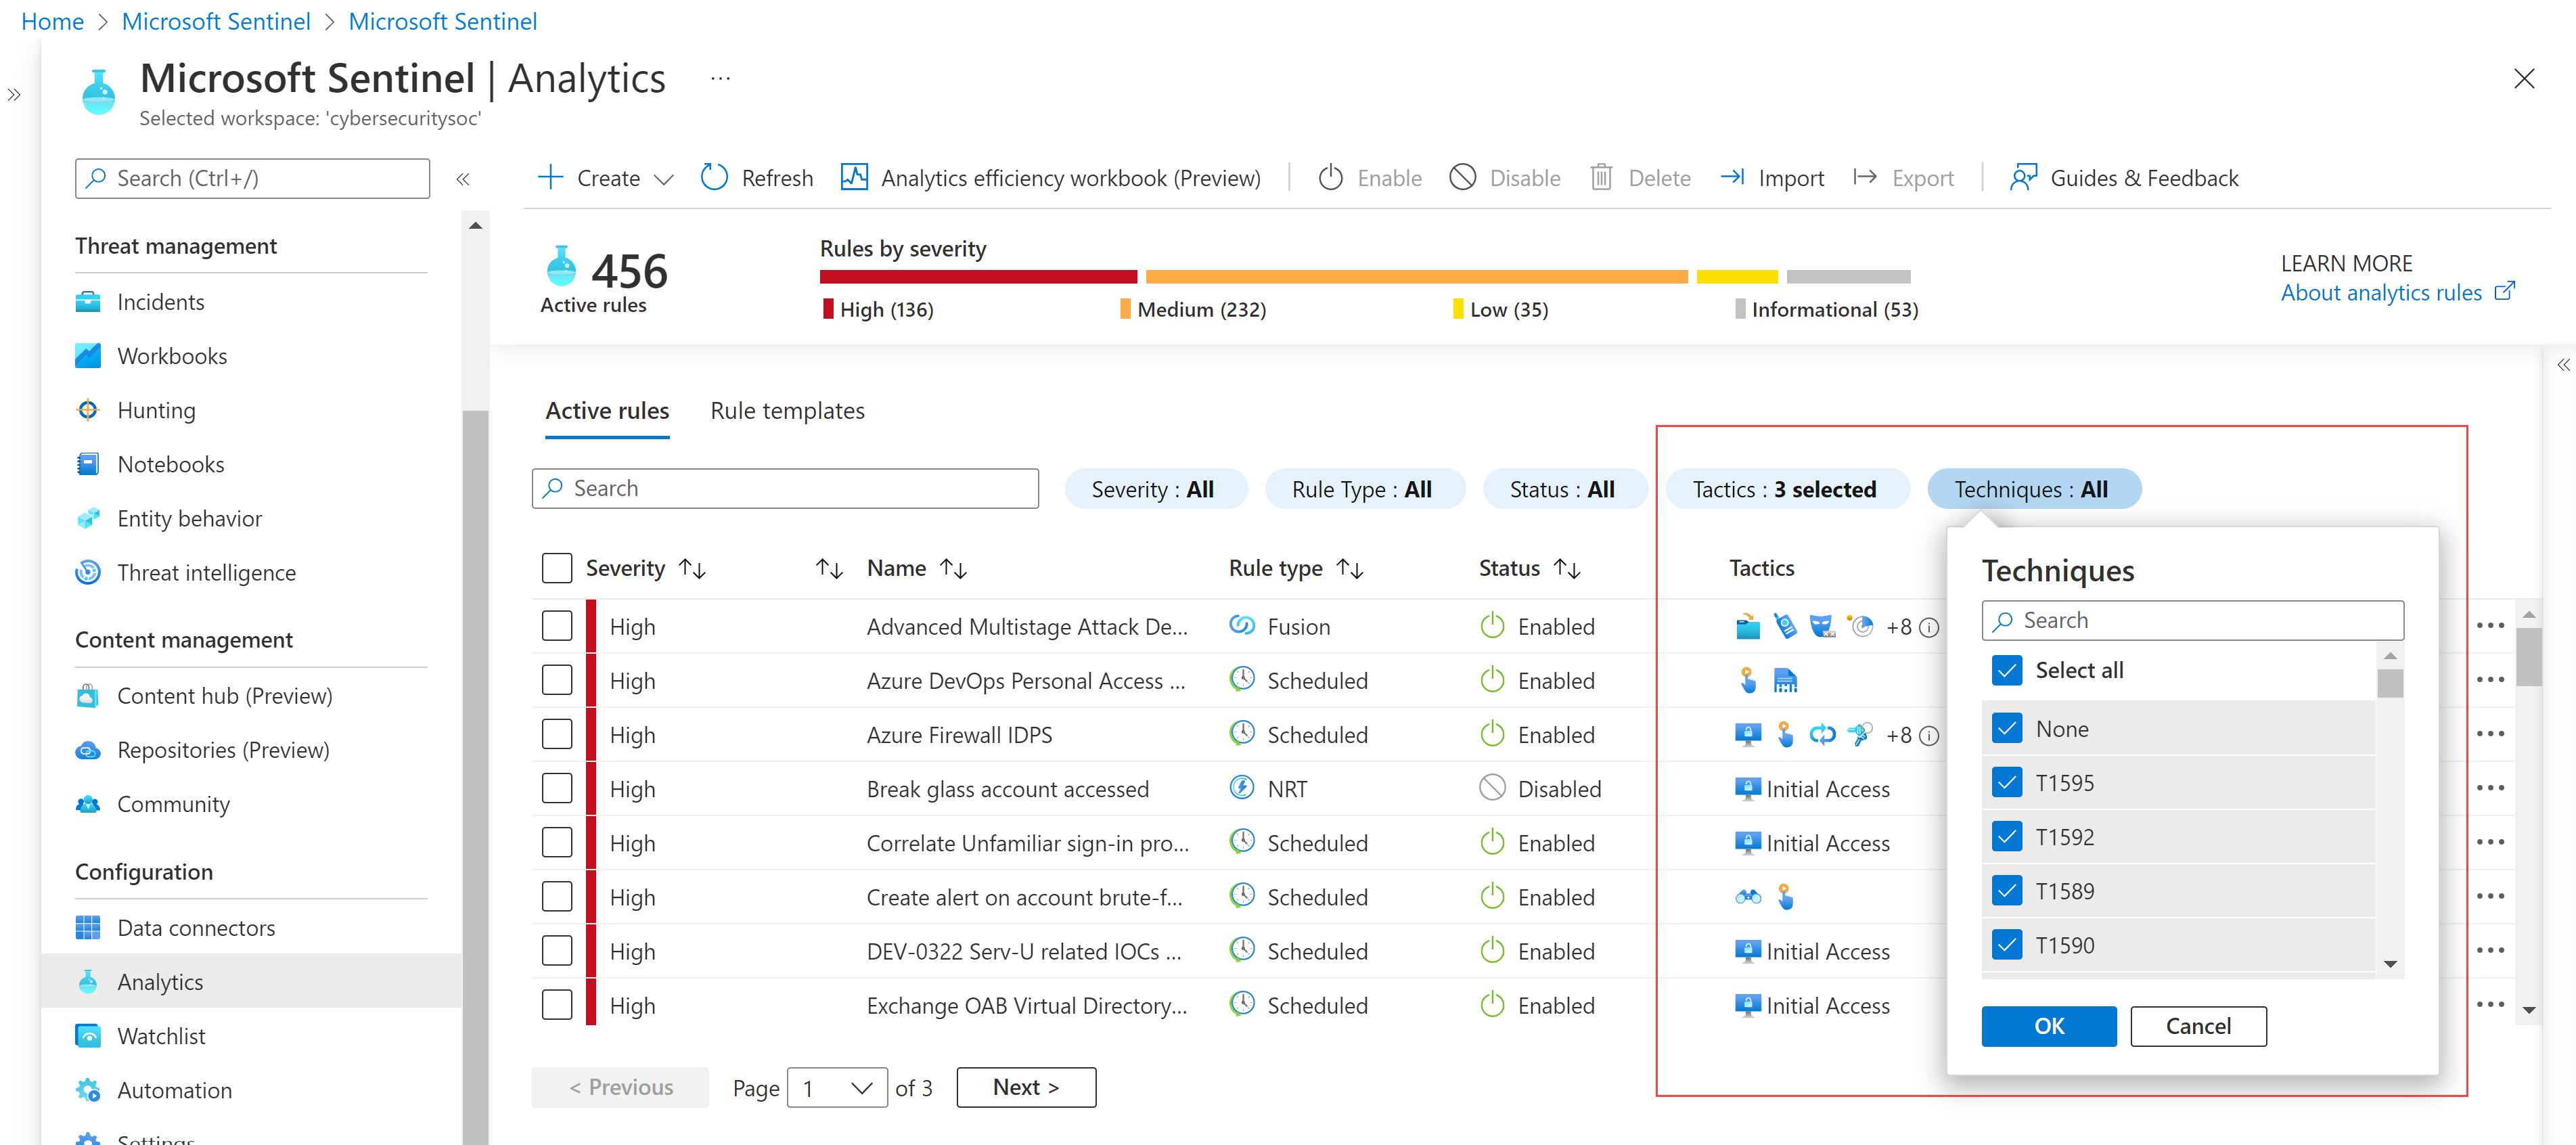 Home > Microsoft Sentinel > Microsoft Sentinel
Microsoft Sentinel | Analytics ...
Selected workspace: 'cybersecuritysoc'
Search (Ctrl+/)
Create
Refresh
Analytics efficiency workbook (Preview)
Enable
Disable
Delete
Import
Export
Guides & Feedback
Threat management
Incidents
Workbooks
Hunting
Notebooks
Entity behavior
Threat intelligence
Content management
Content hub (Preview)
Repositories (Preview)
Community
Configuration
Data connectors
Analytics
Watchlist
Automation
Settings
456
Active rules
Rules by severity
High (136)
Medium (232)
Low (35)
Informational (53)
LEARN MORE
About analytics rules
Active rules
Rule templates
Search
Severity : All
Rule Type : All
Status : All
Tactics : 3 selected
Techniques : All
Severity Name Rule type Status Tactics
High Advanced Multistage Attack De... Fusion Enabled +8
High Azure DevOps Personal Access ... Scheduled Enabled
High Azure Firewall IDPS Scheduled Enabled +8
High Break glass account accessed NRT Disabled Initial Access
High Correlate Unfamiliar sign-in pro... Scheduled Enabled Initial Access
High Create alert on account brute-f... Scheduled Enabled
High DEV-0322 Serv-U related IOCs ... Scheduled Enabled Initial Access
High Exchange OAB Virtual Directory... Scheduled Enabled Initial Access
Techniques
Search
Select all
None
T1595
T1592
T1589
T1590
OK
Cancel
< Previous
Page 1 of 3
Next >